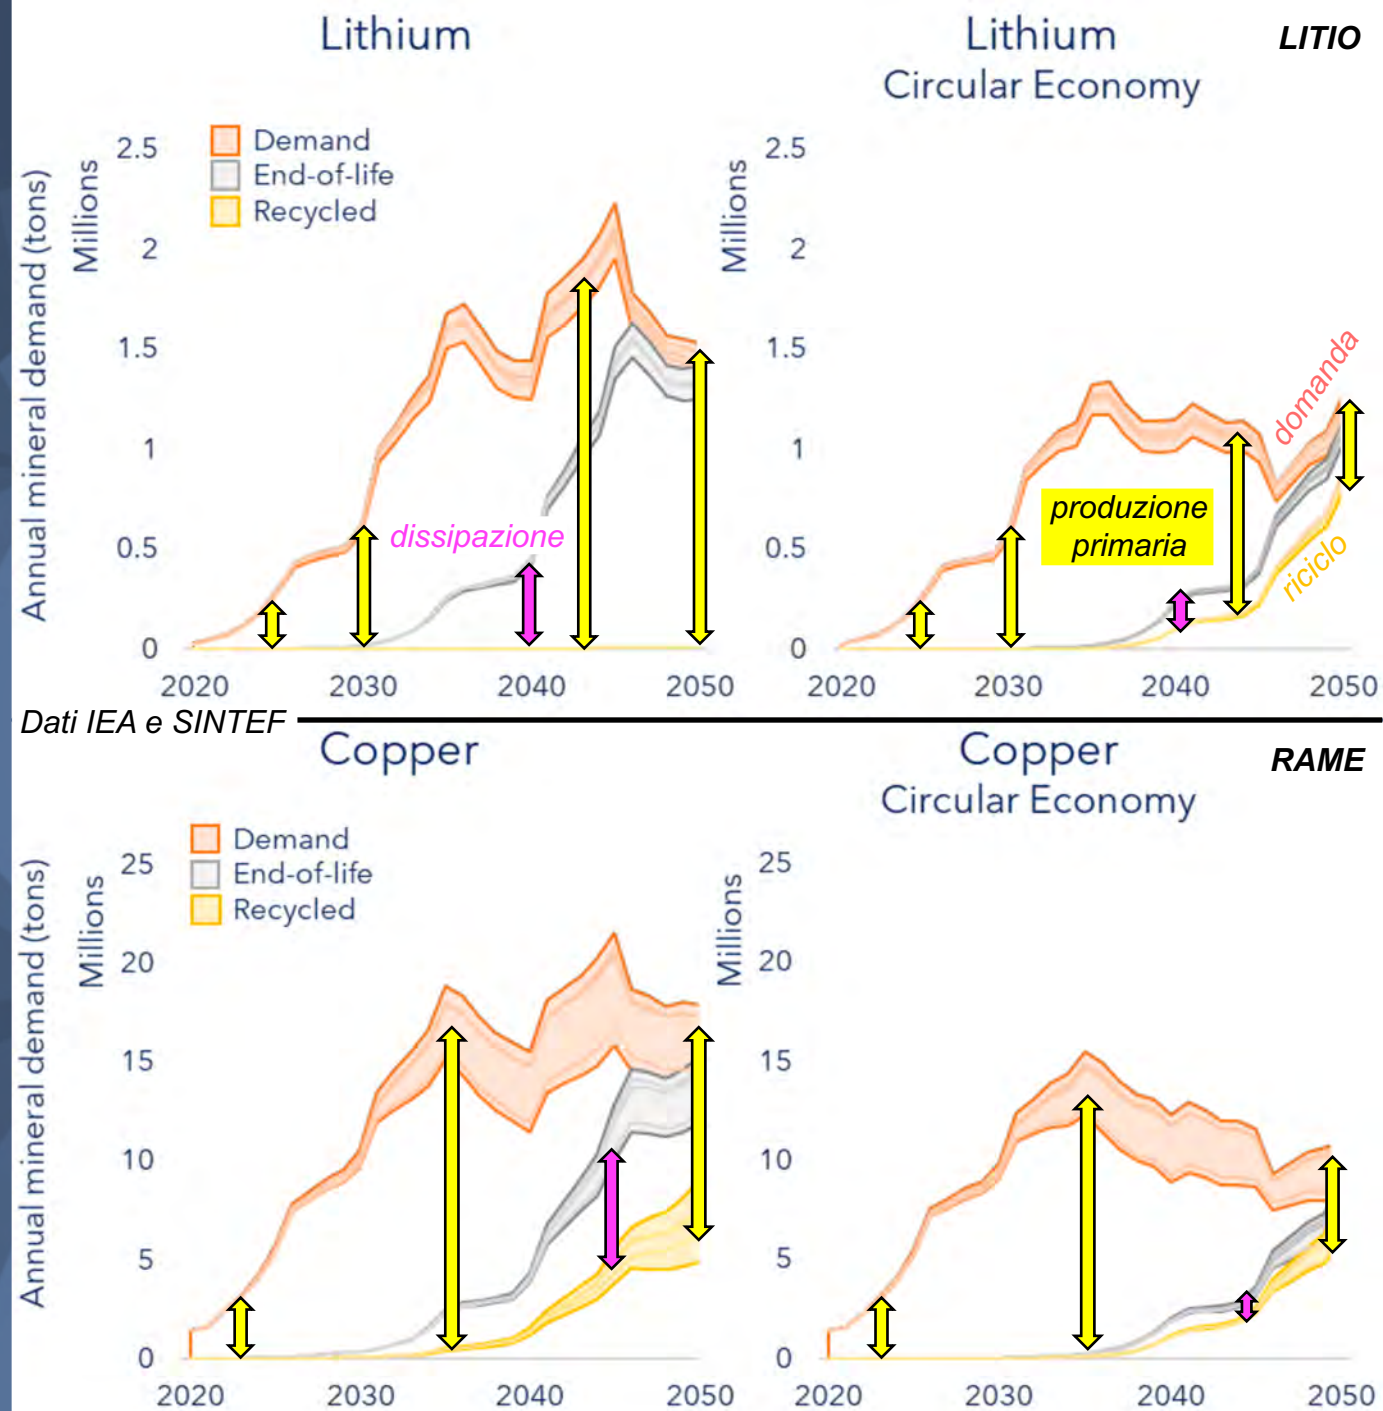 Lithium
Lithium
Circular Economy
LITIO
Annual mineral demand (tons)
Millions
2.5
2
1.5
1
0.5
0
Demand
End-of-life
Recycled
dissipazione
2020
2030
2040
2050
Millions
2.5
2
1.5
1
0.5
0
domanda
produzione
primaria
riciclo
2020
2030
2040
2050
Dati IEA e SINTEF
Copper
Copper
Circular Economy
RAME
Annual mineral demand (tons)
Millions
25
20
15
10
5
0
Demand
End-of-life
Recycled
2020
2030
2040
2050
Millions
25
20
15
10
5
0
2020
2030
2040
2050